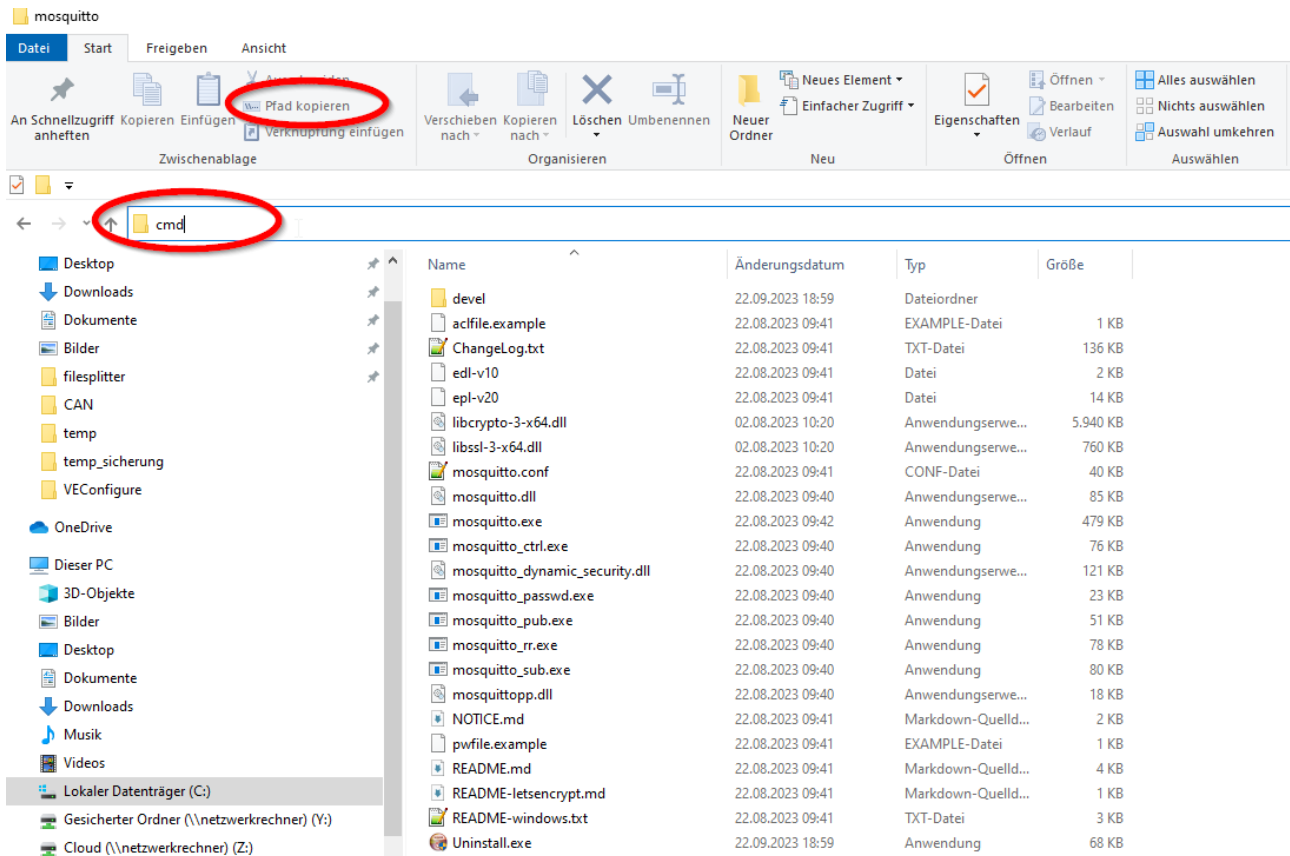 mosquitto
Datei Start Freigeben Ansicht
An Schnellzugriff anheften
Kopieren
Einfügen
Pfad kopieren
Verknüpfung einfügen
Zwischenablage
Verschieben nach
Kopieren nach
Löschen
Umbenennen
Organisieren
Neuer Ordner
Neues Element
Einfacher Zugriff
Neu
Eigenschaften
Öffnen
Bearbeiten
Verlauf
Öffnen
Alles auswählen
Nichts auswählen
Auswahl umkehren
Auswählen
cmd
Desktop
Downloads
Dokumente
Bilder
filesplitter
CAN
temp
temp_sicherung
VEConfigure
OneDrive
Dieser PC
3D-Objekte
Bilder
Desktop
Dokumente
Downloads
Musik
Videos
Lokaler Datenträger (C:)
Gesicherter Ordner (\\netzwerkrechner) (Y:)
Cloud (\\netzwerkrechner) (Z:)
Name Änderungsdatum Typ Größe
devel 22.09.2023 18:59 Dateiordner
aclfile.example 22.08.2023 09:41 EXAMPLE-Datei 1 KB
ChangeLog.txt 22.08.2023 09:41 TXT-Datei 136 KB
edl-v10 22.08.2023 09:41 Datei 2 KB
epl-v20 22.08.2023 09:41 Datei 14 KB
libcrypto-3-x64.dll 02.08.2023 10:20 Anwendungserwe... 5.940 KB
libssl-3-x64.dll 02.08.2023 10:20 Anwendungserwe... 760 KB
mosquitto.conf 22.08.2023 09:41 CONF-Datei 40 KB
mosquitto.dll 22.08.2023 09:40 Anwendungserwe... 85 KB
mosquitto.exe 22.08.2023 09:42 Anwendung 479 KB
mosquitto_ctrl.exe 22.08.2023 09:40 Anwendung 76 KB
mosquitto_dynamic_security.dll 22.08.2023 09:40 Anwendungserwe... 121 KB
mosquitto_passwd.exe 22.08.2023 09:40 Anwendung 23 KB
mosquitto_pub.exe 22.08.2023 09:40 Anwendung 51 KB
mosquitto_rr.exe 22.08.2023 09:40 Anwendung 78 KB
mosquitto_sub.exe 22.08.2023 09:40 Anwendung 80 KB
mosquittopp.dll 22.08.2023 09:40 Anwendungserwe... 18 KB
NOTICE.md 22.08.2023 09:41 Markdown-Quelld... 2 KB
pwfile.example 22.08.2023 09:41 EXAMPLE-Datei 1 KB
README.md 22.08.2023 09:41 Markdown-Quelld... 4 KB
README-letsencrypt.md 22.08.2023 09:41 Markdown-Quelld... 1 KB
README-windows.txt 22.08.2023 09:41 TXT-Datei 3 KB
Uninstall.exe 22.09.2023 18:59 Anwendung 68 KB